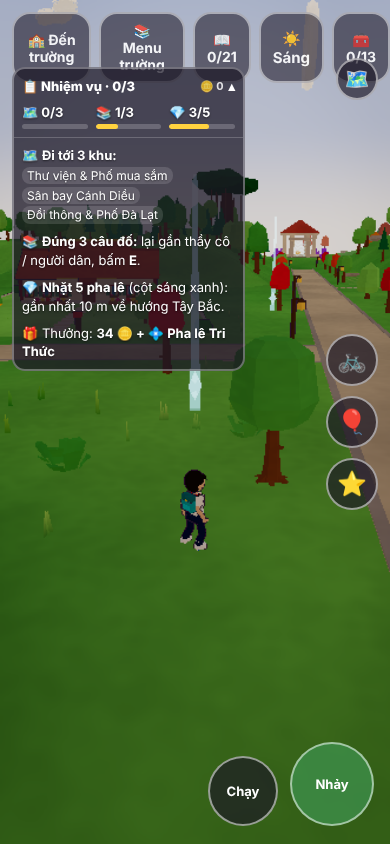 Đến
trường
Menu
trường
0/21
Sáng
0/13
Nhiệm vụ · 0/3
0 ▲
0/3
1/3
3/5
Đi tới 3 khu:
Thư viện & Phố mua sắm
Sân bay Cánh Diều
Đồi thông & Phố Đà Lạt
Đúng 3 câu đố: lại gần thầy cô
/ người dân, bấm E.
Nhặt 5 pha lê (cột sáng xanh):
gần nhất 10 m về hướng Tây Bắc.
Thưởng: 34 + Pha lê Tri
Thức
Chạy
Nhảy